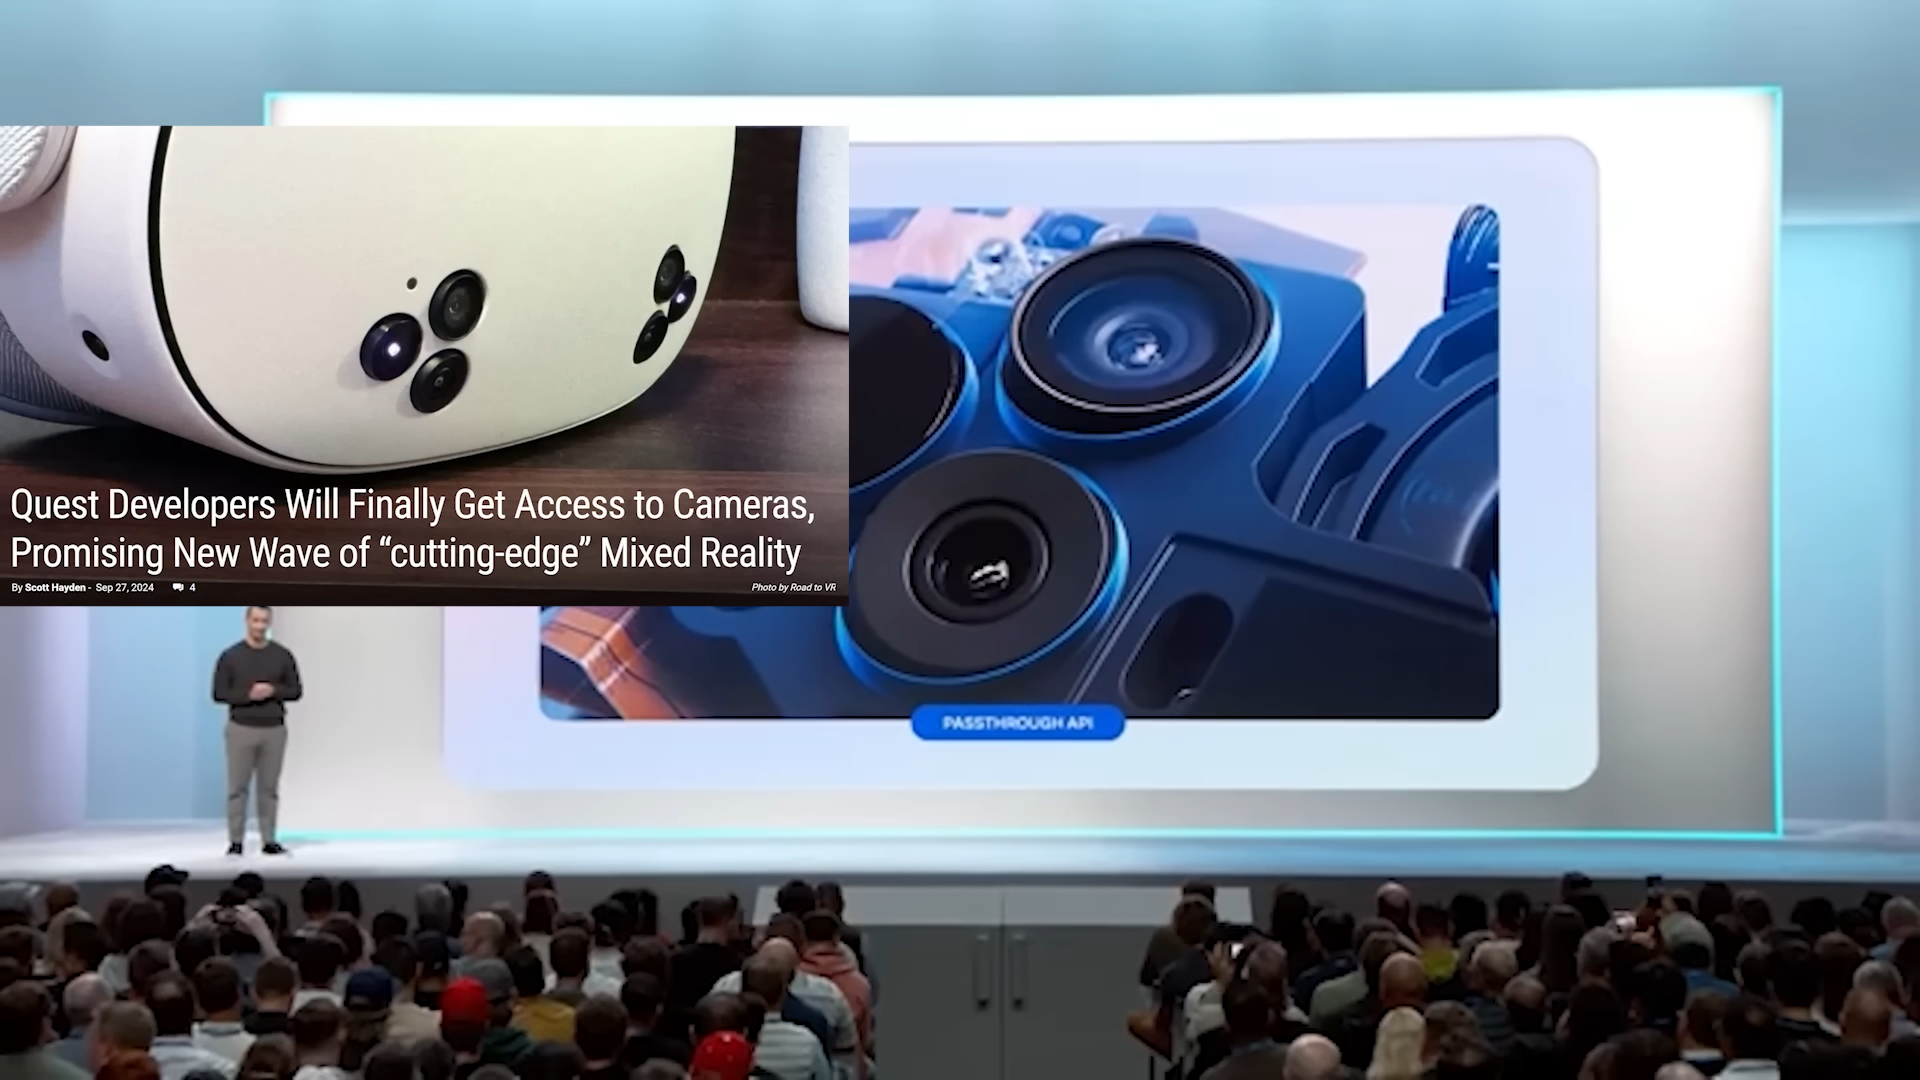 Quest Developers Will Finally Get Access to Cameras,
Promising New Wave of “cutting-edge” Mixed Reality
By Scott Hayden - Sep 27, 2024 4
Photo by Road to VR
PASSTHROUGH API